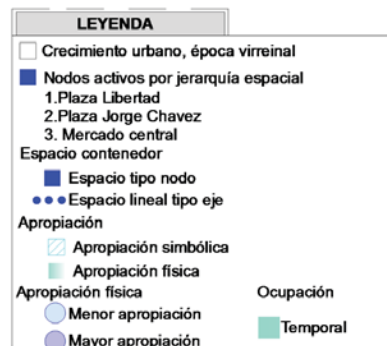 LEYENDA
Crecimiento urbano, época virreinal
Nodos activos por jerarquía espacial
1.Plaza Libertad
2.Plaza Jorge Chavez
3. Mercado central
Espacio contenedor
Espacio tipo nodo
Espacio lineal tipo eje
Apropiación
Apropiación simbólica
Apropiación física
Apropiación física Ocupación
Menor apropiación
Temporal
Mayor apropiación